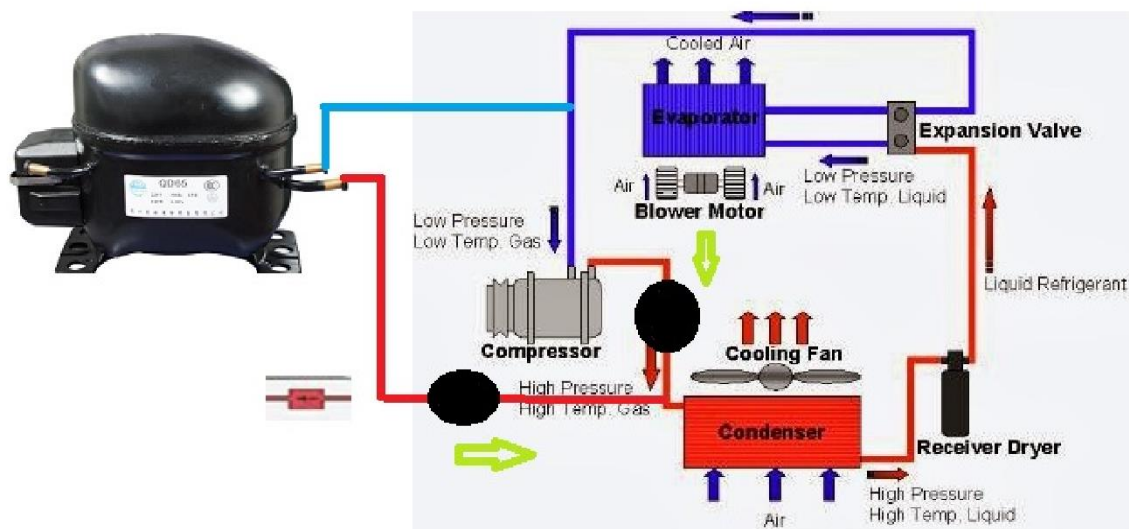 Cooled Air
Evaporator
Expansion Valve
Air
Air
Low Pressure
Low Temp. Liquid
Blower Motor
QD65
Low Pressure
Low Temp. Gas
Liquid Refrigerant
Compressor
Cooling Fan
High Pressure
High Temp. Gas
Condenser
Receiver Dryer
High Pressure
High Temp. Liquid
Air